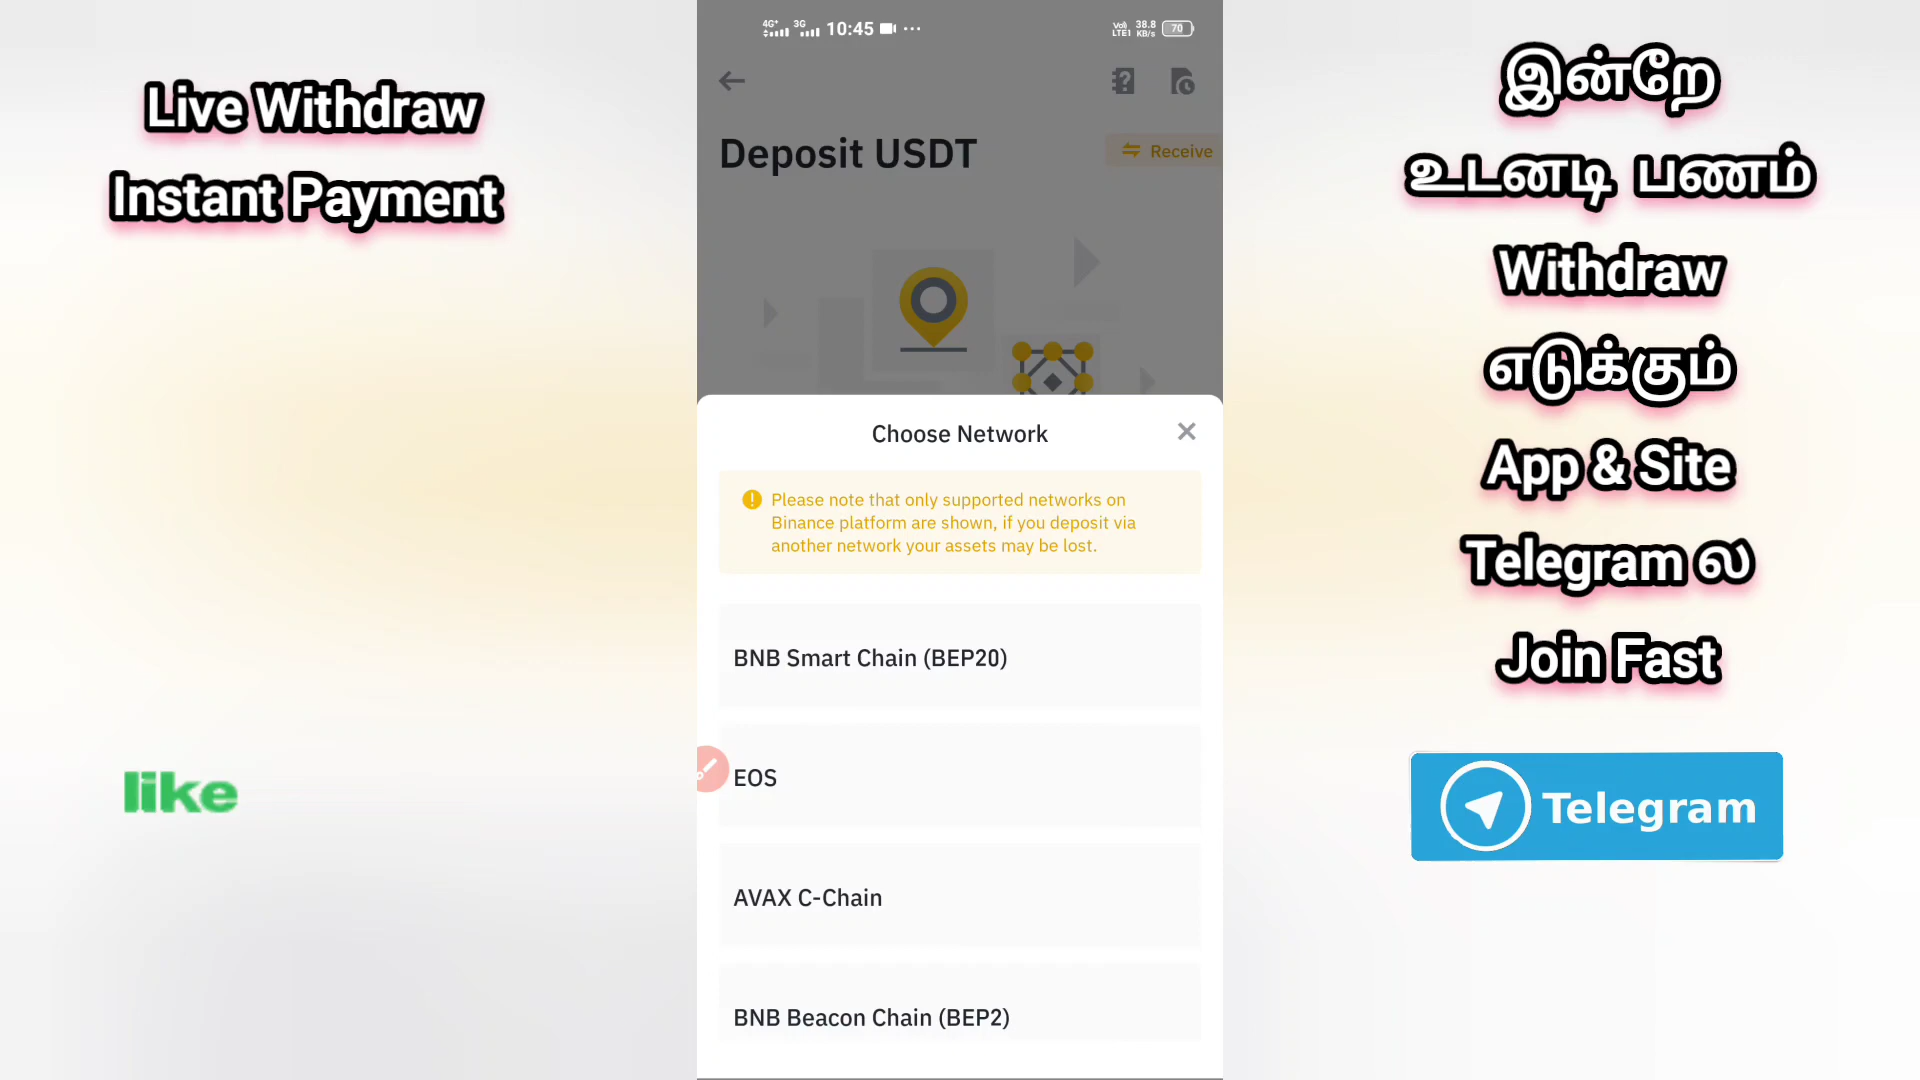 Live Withdraw
Instant Payment
like
4G+ 3G 10:45 VoLTE1 38.8 KB/s 70
Deposit USDT
Receive
Choose Network
Please note that only supported networks on
Binance platform are shown, if you deposit via
another network your assets may be lost.
BNB Smart Chain (BEP20)
EOS
AVAX C-Chain
BNB Beacon Chain (BEP2)
இன்றே
உடனடி பணம்
Withdraw
எடுக்கும்
App & Site
Telegram ல
Join Fast
Telegram